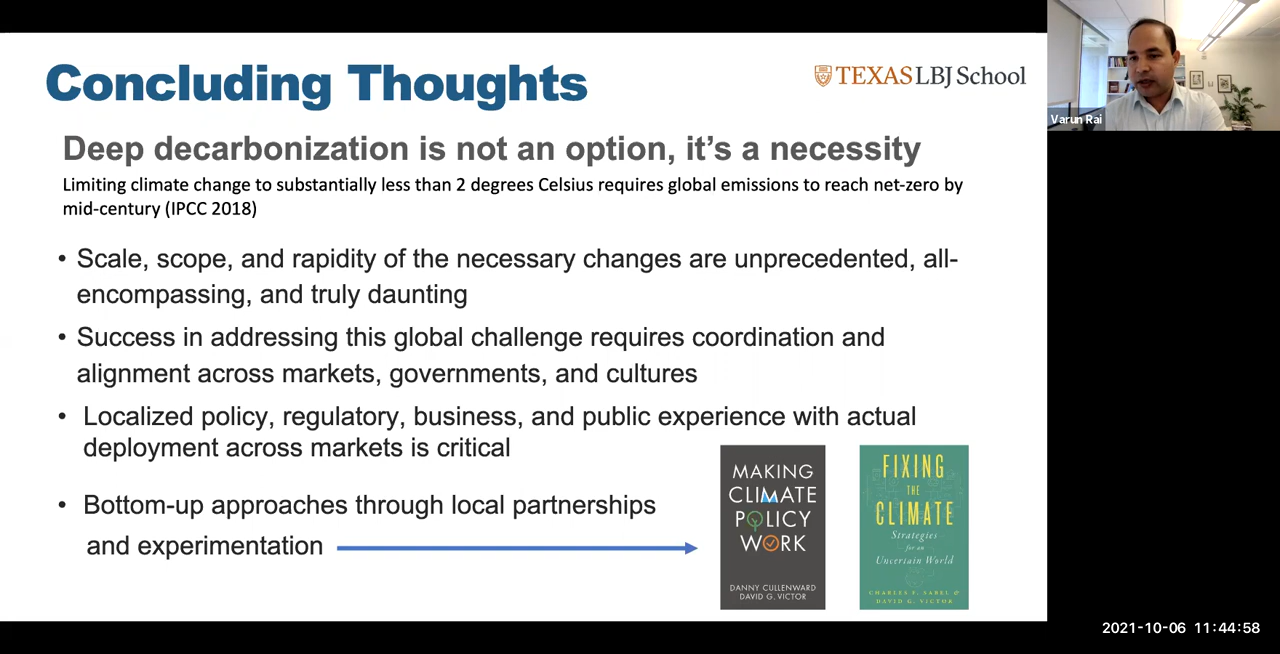 Concluding Thoughts
TEXAS LBJ School
Varun Rai
Deep decarbonization is not an option, it's a necessity
Limiting climate change to substantially less than 2 degrees Celsius requires global emissions to reach net-zero by
mid-century (IPCC 2018)
• Scale, scope, and rapidity of the necessary changes are unprecedented, all-
encompassing, and truly daunting
• Success in addressing this global challenge requires coordination and
alignment across markets, governments, and cultures
• Localized policy, regulatory, business, and public experience with actual
deployment across markets is critical
• Bottom-up approaches through local partnerships
and experimentation
MAKING
CLIMATE
POLICY
WORK
DANNY CULLENWARD
DAVID G. VICTOR
FIXING
THE
CLIMATE
Strategies
for an
Uncertain World
CHARLES F. SABEL &
DAVID G. VICTOR
2021-10-06 11:44:58